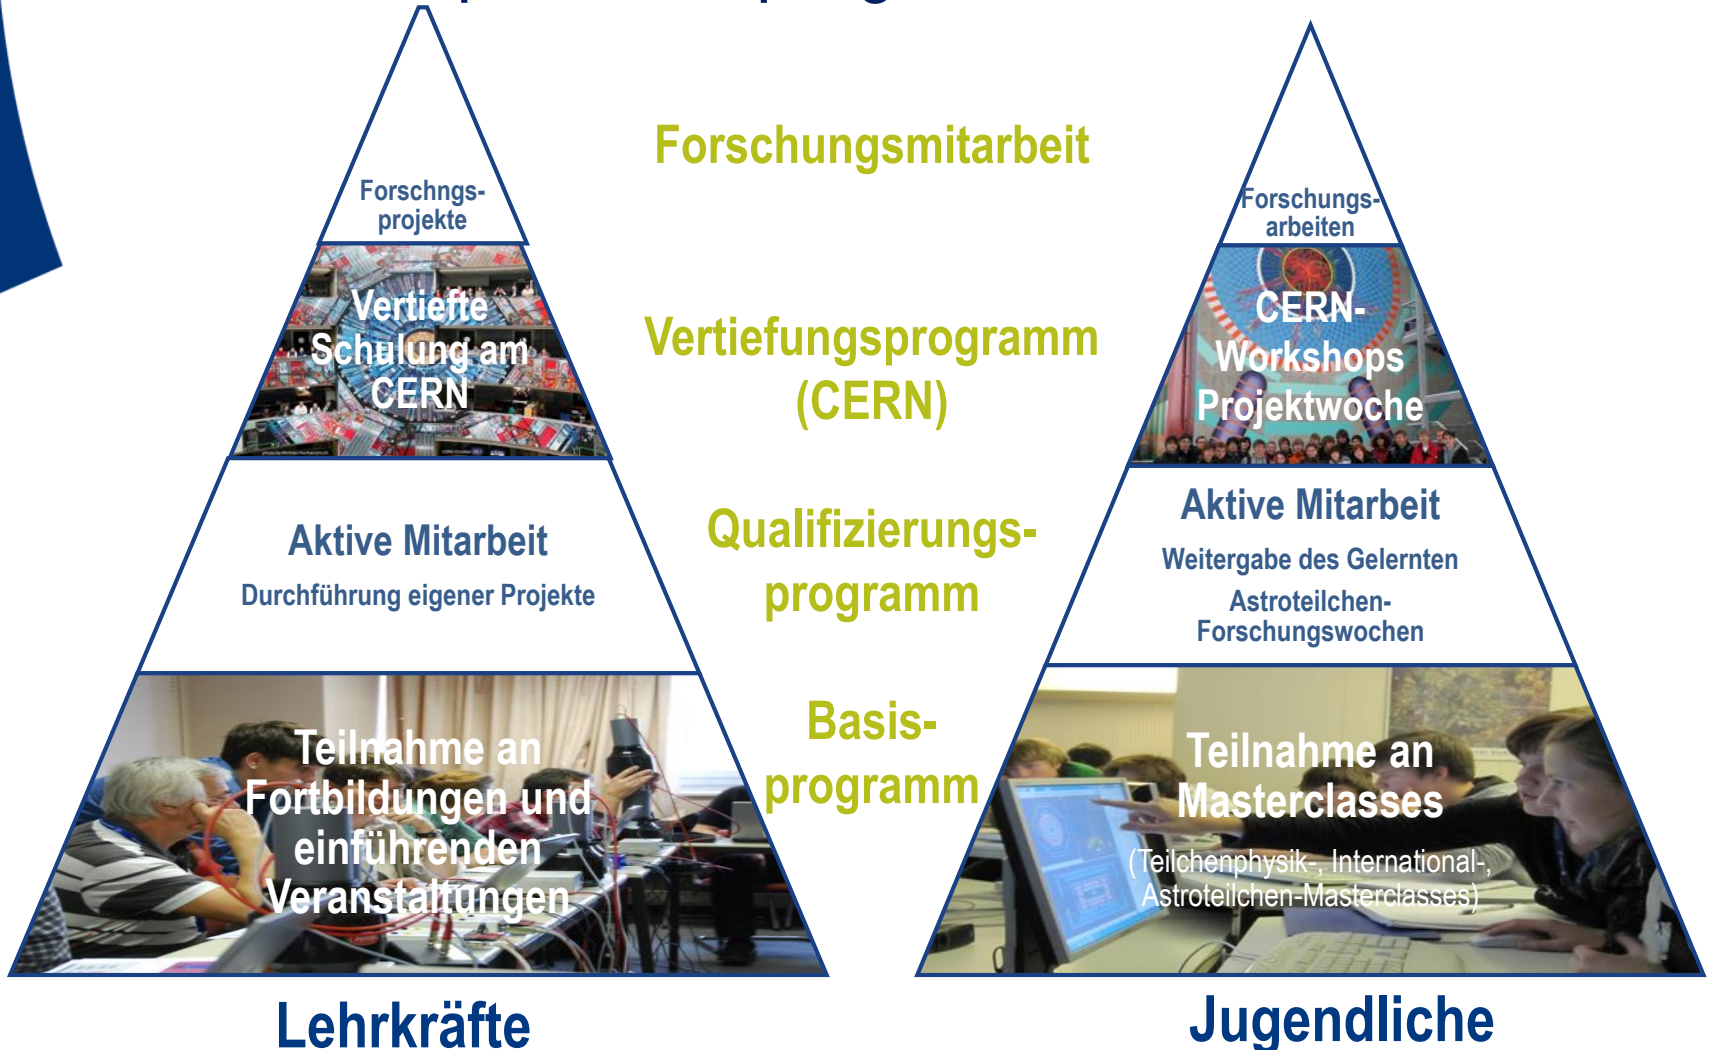 Forschngs-
projekte
Vertiefte
Schulung am
CERN
Aktive Mitarbeit
Durchführung eigener Projekte
Teilnahme an
Fortbildungen und
einführenden
Veranstaltungen
Lehrkräfte
Forschungsmitarbeit
Vertiefungsprogramm
(CERN)
Qualifizierungs-
programm
Basis-
programm
Forschungs-
arbeiten
CERN-
Workshops
Projektwoche
Aktive Mitarbeit
Weitergabe des Gelernten
Astroteilchen-
Forschungswochen
Teilnahme an
Masterclasses
(Teilchenphysik-, International-,
Astroteilchen-Masterclasses)
Jugendliche